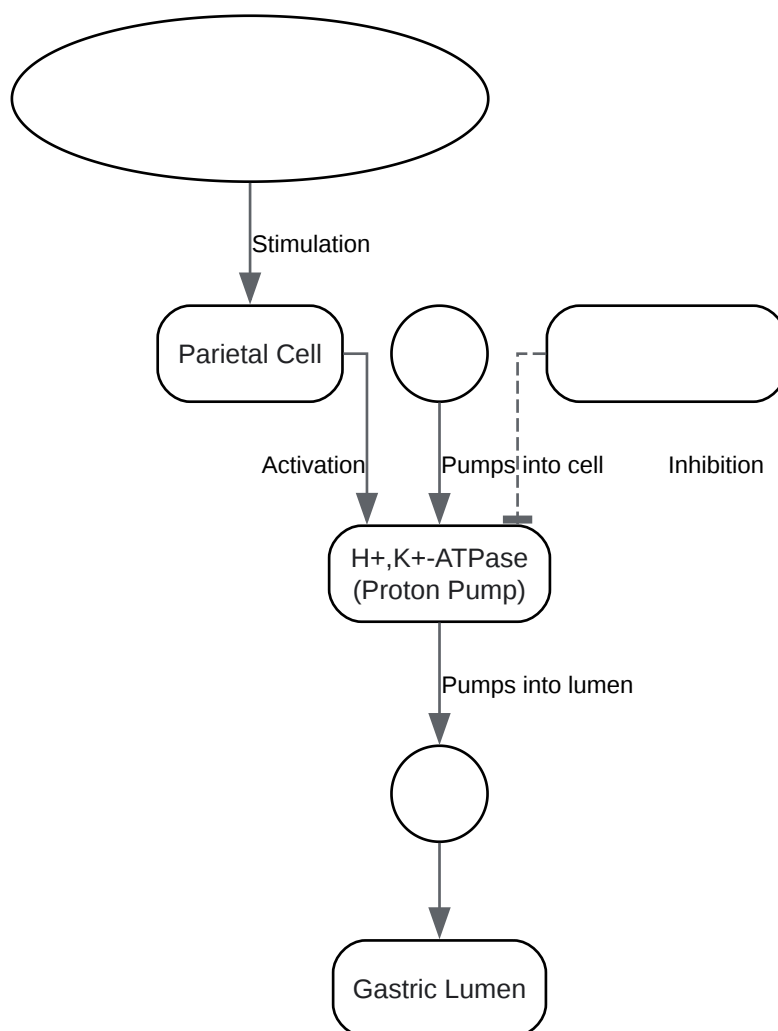 Stimulation
Parietal Cell
Activation
Pumps into cell
Inhibition
H+,K+-ATPase
(Proton Pump)
Pumps into lumen
Gastric Lumen